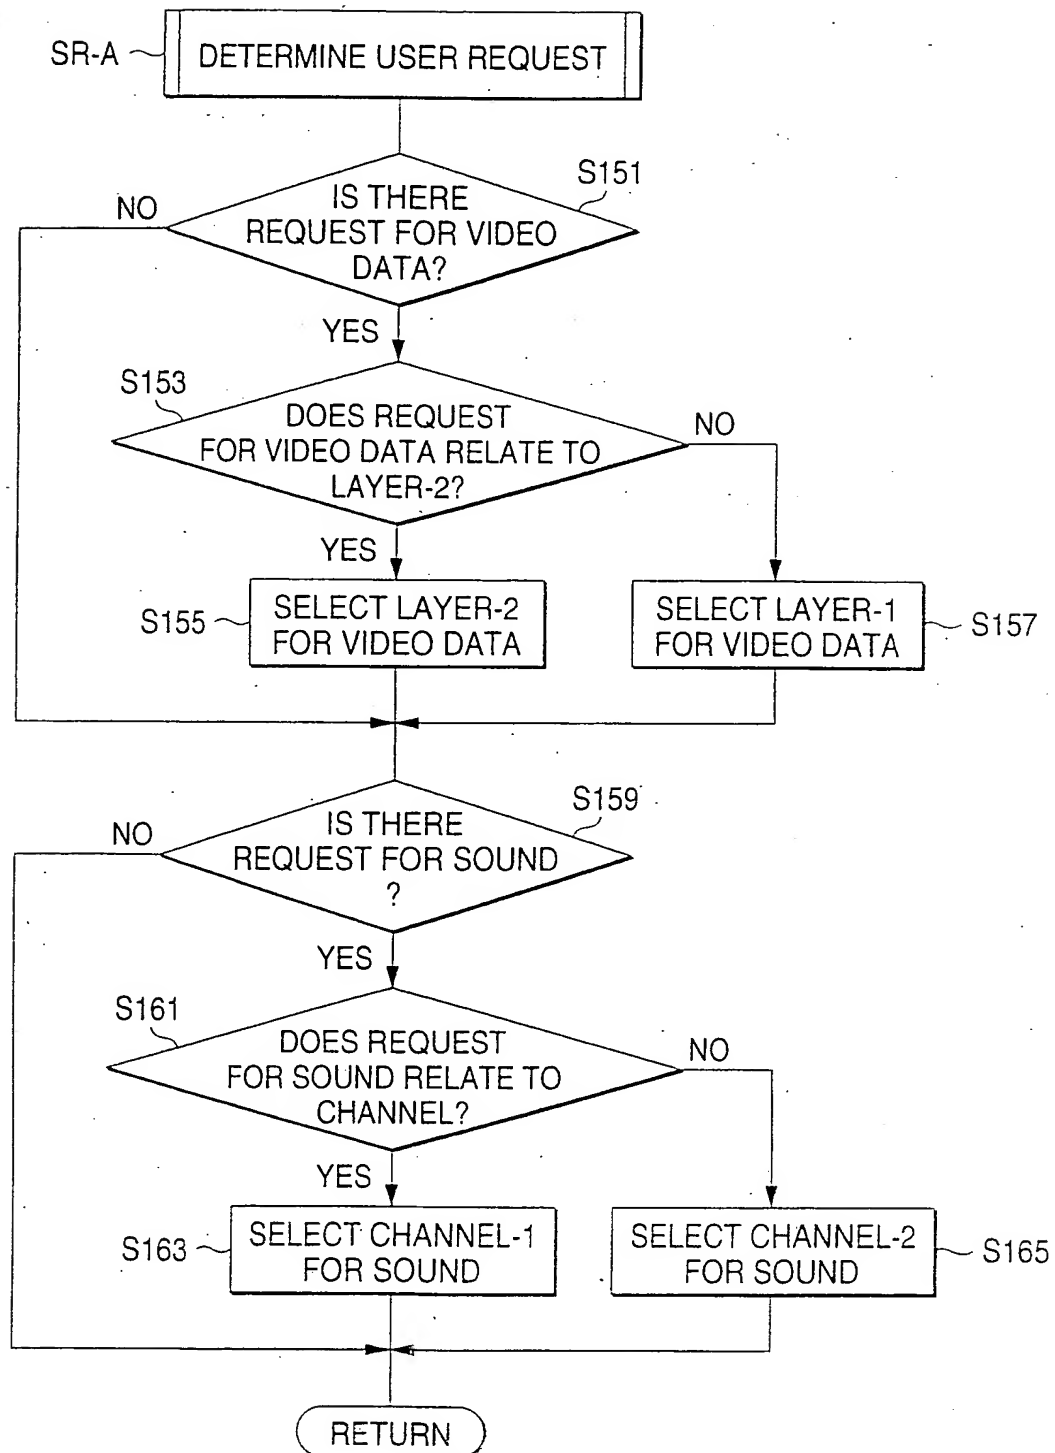 SR-A
DETERMINE USER REQUEST
S151
IS THERE
REQUEST FOR VIDEO
DATA?
NO
YES
S153
DOES REQUEST
FOR VIDEO DATA RELATE TO
LAYER-2?
NO
YES
S155
SELECT LAYER-2
FOR VIDEO DATA
SELECT LAYER-1
FOR VIDEO DATA
S157
S159
IS THERE
REQUEST FOR SOUND
?
NO
YES
S161
DOES REQUEST
FOR SOUND RELATE TO
CHANNEL?
NO
YES
S163
SELECT CHANNEL-1
FOR SOUND
SELECT CHANNEL-2
FOR SOUND
S165
RETURN